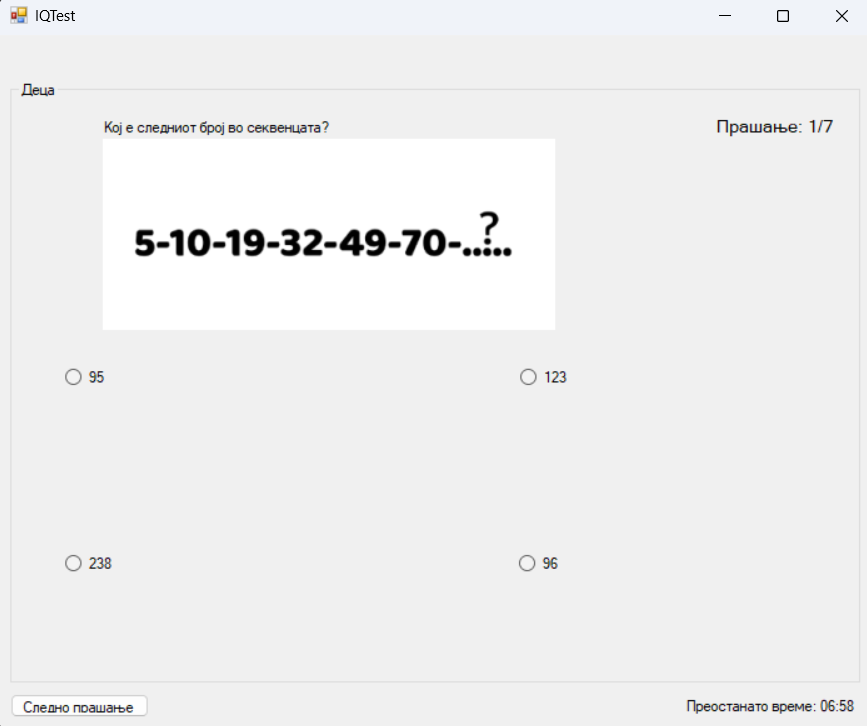 IQTest
Деца
Кој е следниот број во секвенцата?
Прашање: 1/7
5-10-19-32-49-70-..?..
95
123
238
96
Следно прашање
Преостанато време: 06:58